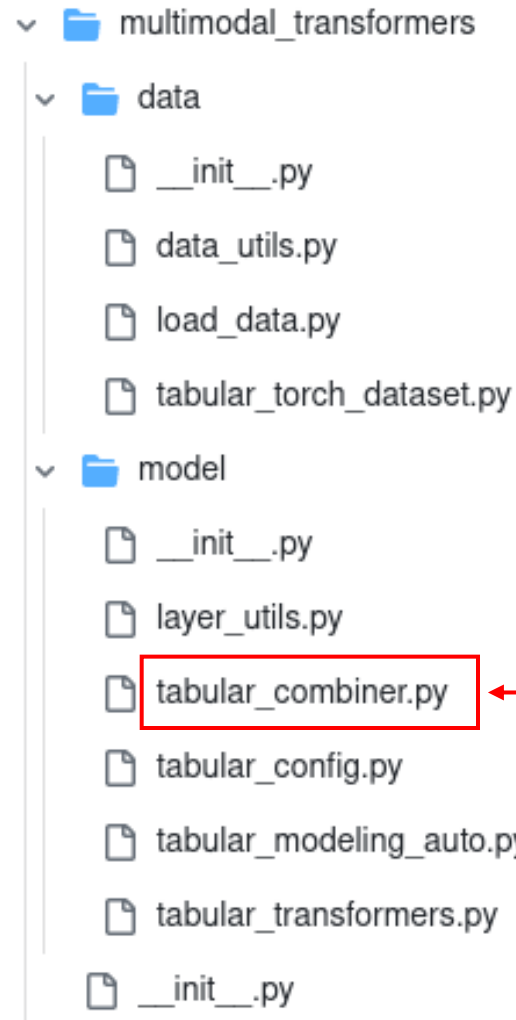 multimodal_transformers
data
__init__.py
data_utils.py
load_data.py
tabular_torch_dataset.py
model
__init__.py
layer_utils.py
tabular_combiner.py
tabular_config.py
tabular_modeling_auto.py
tabular_transformers.py
__init__.py